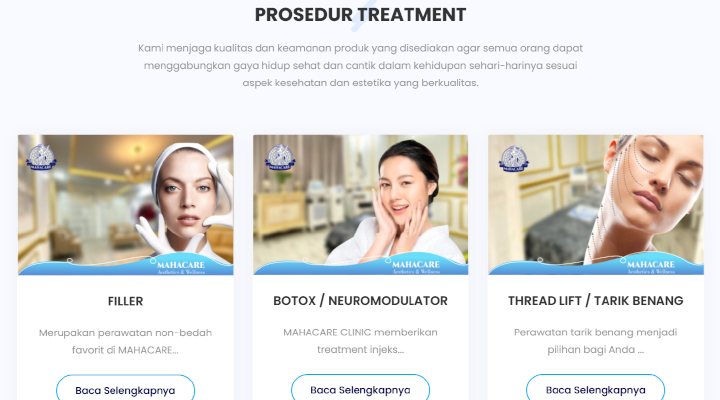 PROSEDUR TREATMENT
Kami menjaga kualitas dan keamanan produk yang disediakan agar semua orang dapat
menggabungkan gaya hidup sehat dan cantik dalam kehidupan sehari-harinya sesuai
aspek kesehatan dan estetika yang berkualitas.
MAHACARE
MAHACARE
Aesthetics & Wellness
MAHACARE
MAHACARE
Aesthetics & Wellness
MAHACARE
MAHACARE
Aesthetics & Wellness
FILLER
Merupakan perawatan non-bedah
favorit di MAHACARE...
Baca Selengkapnya
BOTOX / NEUROMODULATOR
MAHACARE CLINIC memberikan
treatment injeks...
Baca Selengkapnya
THREAD LIFT / TARIK BENANG
Perawatan tarik benang menjadi
pilihan bagi Anda ...
Baca Selengkapnya